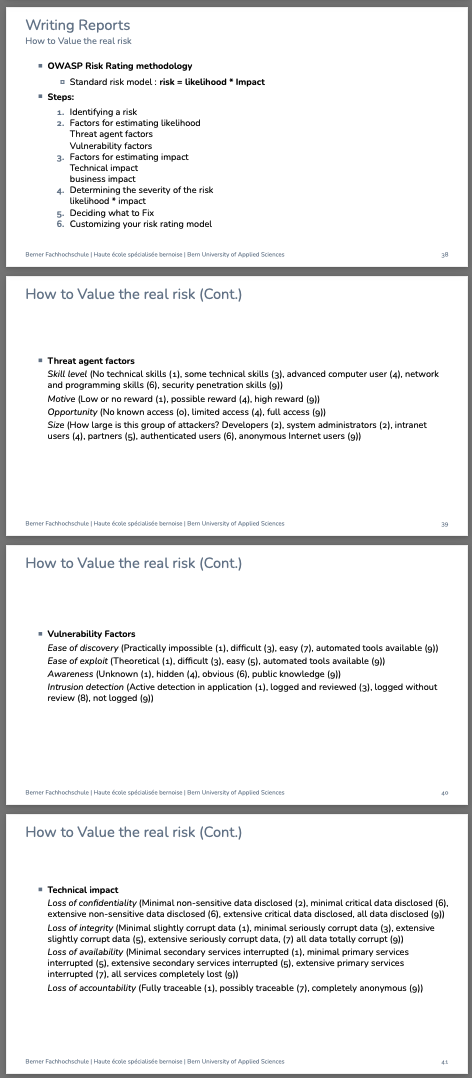 Writing Reports
How to Value the real risk
■ OWASP Risk Rating methodology
▫ Standard risk model : risk = likelihood * Impact
■ Steps:
1. Identifying a risk
2. Factors for estimating likelihood
Threat agent factors
Vulnerability factors
3. Factors for estimating impact
Technical impact
business impact
4. Determining the severity of the risk
likelihood * impact
5. Deciding what to Fix
6. Customizing your risk rating model
Berner Fachhochschule | Haute école spécialisée bernoise | Bern University of Applied Sciences 38
How to Value the real risk (Cont.)
■ Threat agent factors
Skill level (No technical skills (1), some technical skills (3), advanced computer user (4), network
and programming skills (6), security penetration skills (9))
Motive (Low or no reward (1), possible reward (4), high reward (9))
Opportunity (No known access (0), limited access (4), full access (9))
Size (How large is this group of attackers? Developers (2), system administrators (2), intranet
users (4), partners (5), authenticated users (6), anonymous Internet users (9))
Berner Fachhochschule | Haute école spécialisée bernoise | Bern University of Applied Sciences 39
How to Value the real risk (Cont.)
■ Vulnerability Factors
Ease of discovery (Practically impossible (1), difficult (3), easy (7), automated tools available (9))
Ease of exploit (Theoretical (1), difficult (3), easy (5), automated tools available (9))
Awareness (Unknown (1), hidden (4), obvious (6), public knowledge (9))
Intrusion detection (Active detection in application (1), logged and reviewed (3), logged without
review (8), not logged (9))
Berner Fachhochschule | Haute école spécialisée bernoise | Bern University of Applied Sciences 40
How to Value the real risk (Cont.)
■ Technical impact
Loss of confidentiality (Minimal non-sensitive data disclosed (2), minimal critical data disclosed (6),
extensive non-sensitive data disclosed (6), extensive critical data disclosed, all data disclosed (9))
Loss of integrity (Minimal slightly corrupt data (1), minimal seriously corrupt data (3), extensive
slightly corrupt data (5), extensive seriously corrupt data, (7) all data totally corrupt (9))
Loss of availability (Minimal secondary services interrupted (1), minimal primary services
interrupted (5), extensive secondary services interrupted (5), extensive primary services
interrupted (7), all services completely lost (9))
Loss of accountability (Fully traceable (1), possibly traceable (7), completely anonymous (9))
Berner Fachhochschule | Haute école spécialisée bernoise | Bern University of Applied Sciences 41